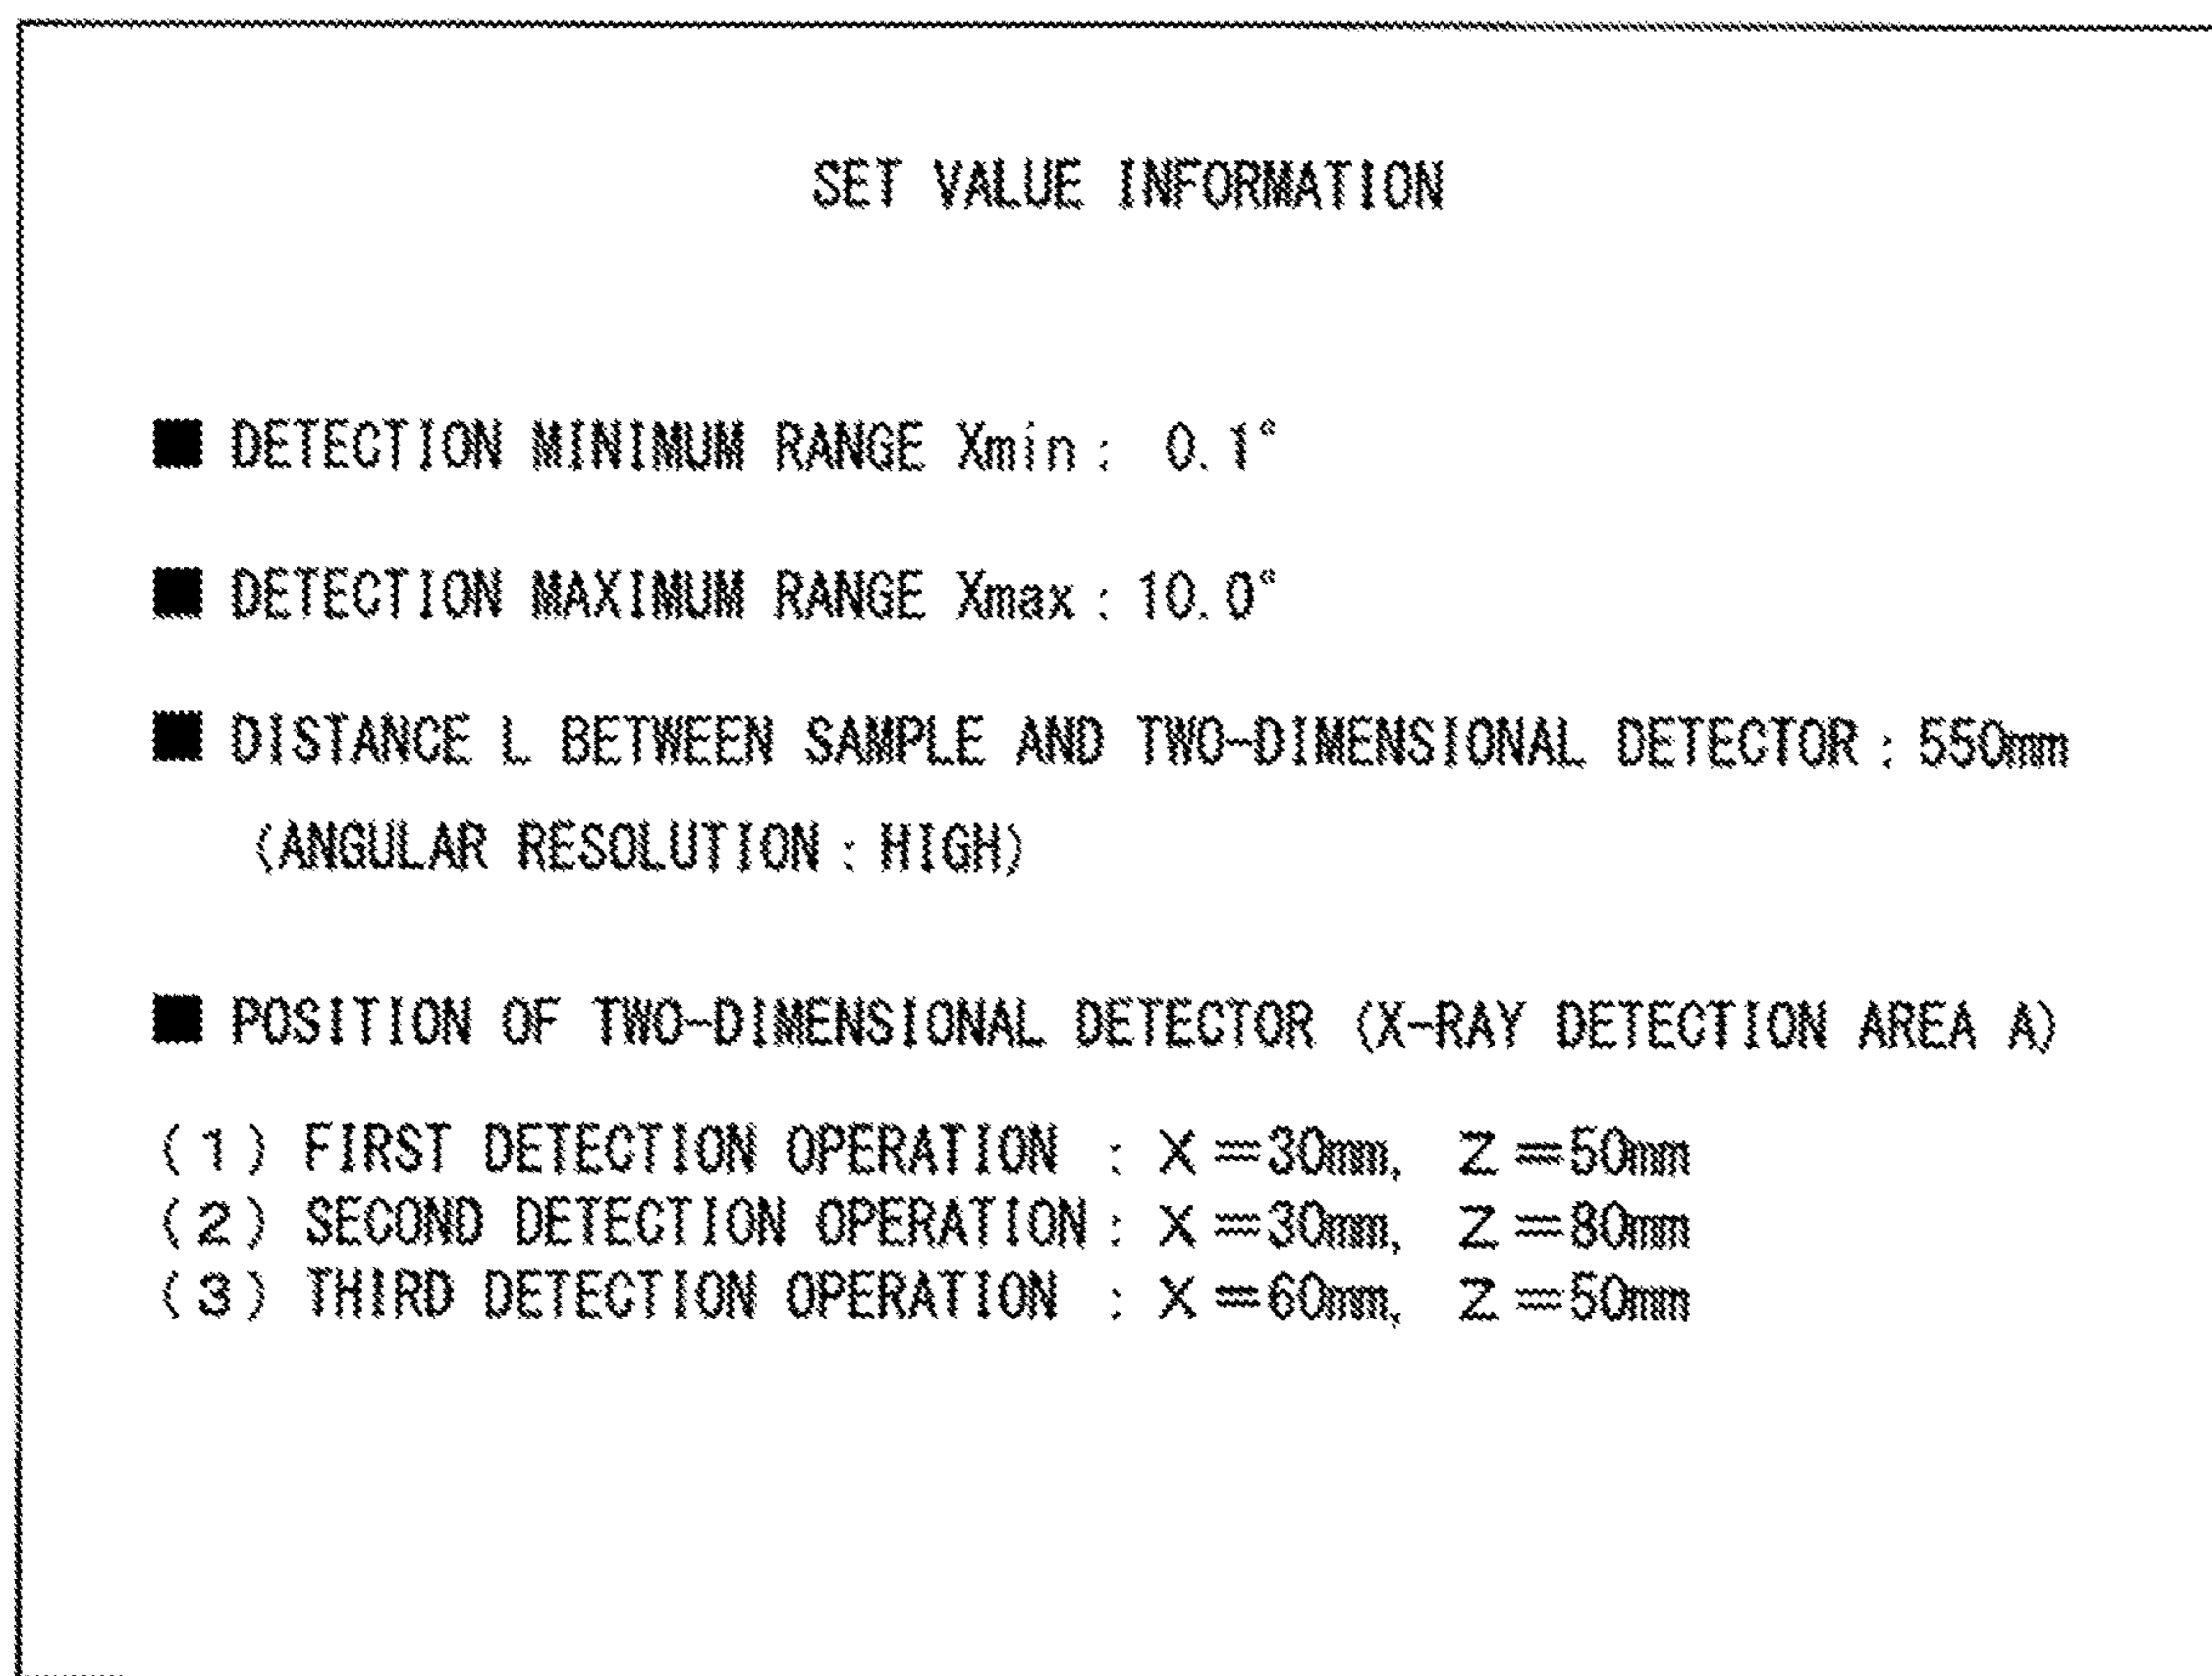 SET VALUE INFORMATION
■ DETECTION MINIMUM RANGE Xmin: 0.1°
■ DETECTION MAXIMUM RANGE Xmax: 10.0°
■ DISTANCE L BETWEEN SAMPLE AND TWO-DIMENSIONAL DETECTOR: 550mm
(ANGULAR RESOLUTION: HIGH)
■ POSITION OF TWO-DIMENSIONAL DETECTOR (X-RAY DETECTION AREA A)
(1) FIRST DETECTION OPERATION : X=30mm, Z=50mm
(2) SECOND DETECTION OPERATION: X=30mm, Z=80mm
(3) THIRD DETECTION OPERATION : X=60mm, Z=50mm